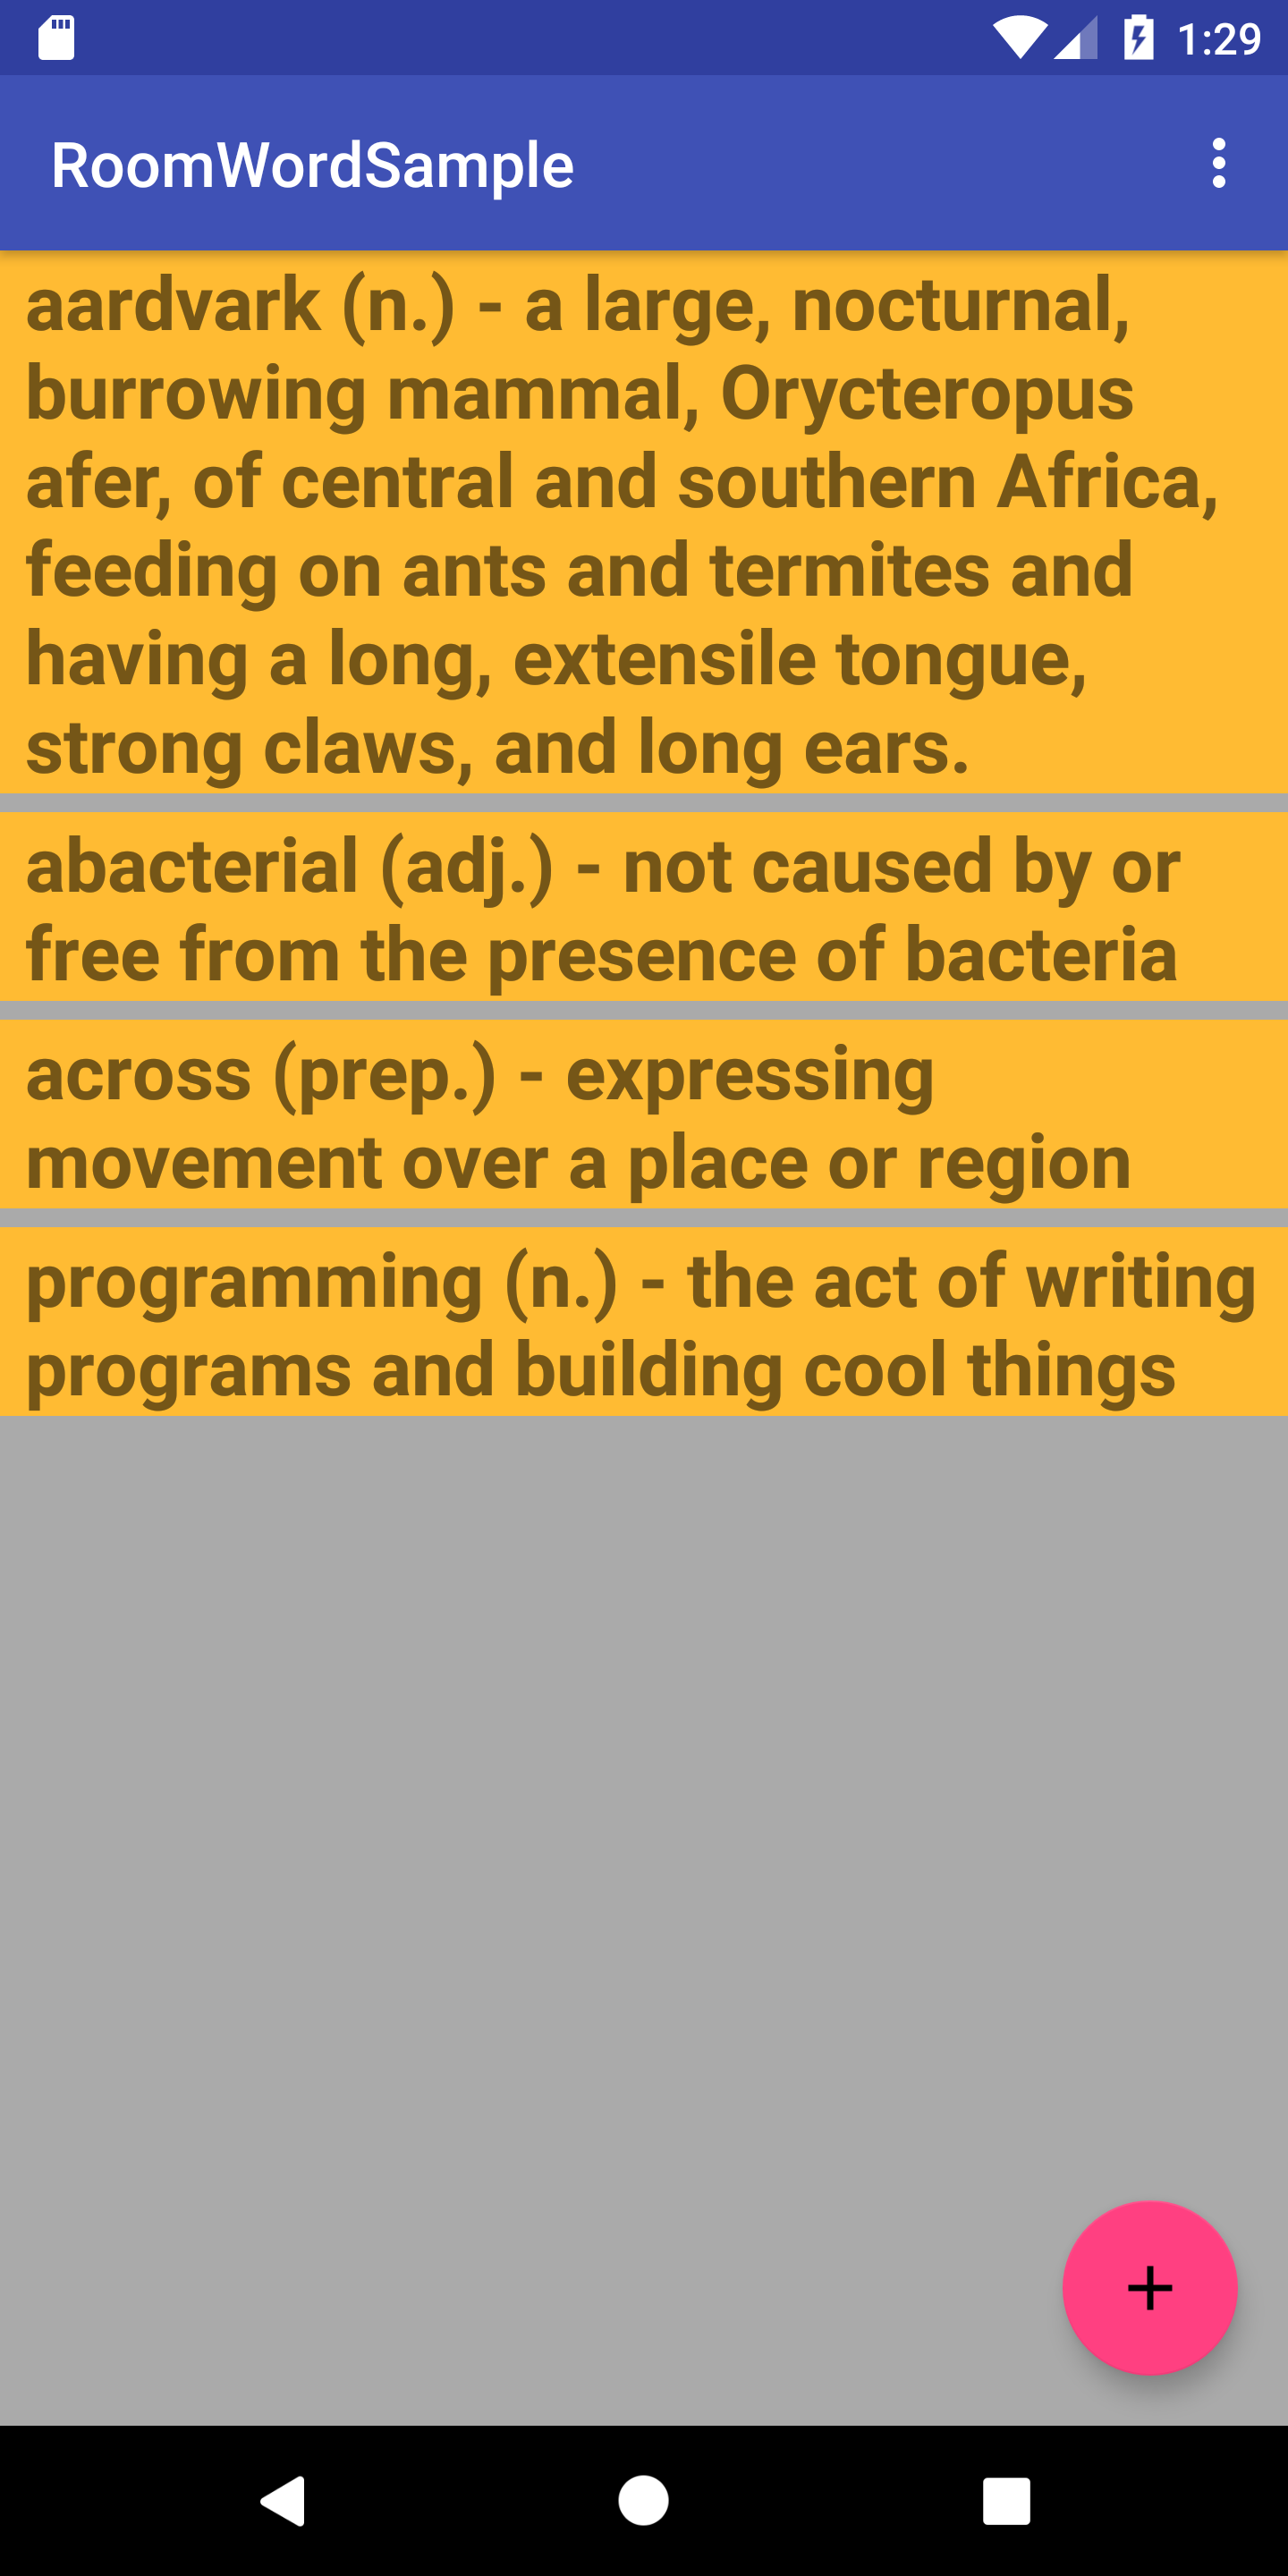 1:29
RoomWordSample
aardvark (n.) - a large, nocturnal,
burrowing mammal, Orycteropus
afer, of central and southern Africa,
feeding on ants and termites and
having a long, extensile tongue,
strong claws, and long ears.
abacterial (adj.) - not caused by or
free from the presence of bacteria
across (prep.) - expressing
movement over a place or region
programming (n.) - the act of writing
programs and building cool things